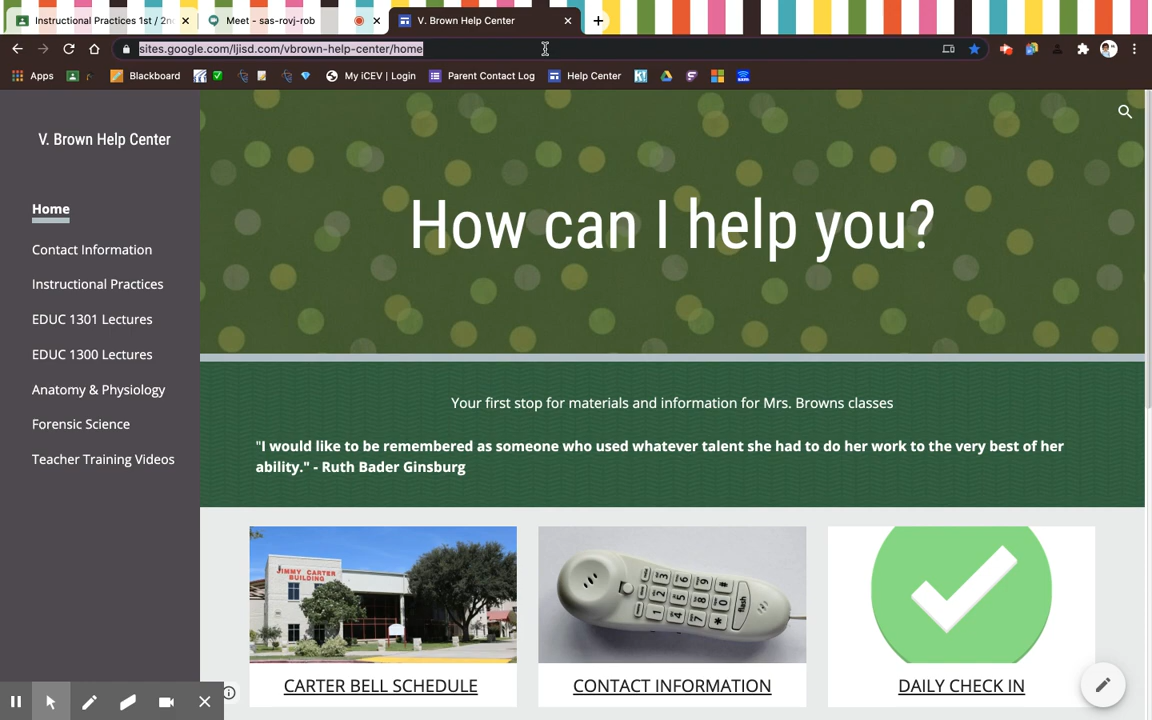 Instructional Practices 1st / 2n
Meet - sas-rovj-rob
V. Brown Help Center
sites.google.com/ljisd.com/vbrown-help-center/home
Apps
Blackboard
My iCEV | Login
Parent Contact Log
Help Center
V. Brown Help Center
Home
Contact Information
Instructional Practices
EDUC 1301 Lectures
EDUC 1300 Lectures
Anatomy & Physiology
Forensic Science
Teacher Training Videos
How can I help you?
Your first stop for materials and information for Mrs. Browns classes
"I would like to be remembered as someone who used whatever talent she had to do her work to the very best of her
ability." - Ruth Bader Ginsburg
JIMMY CARTER
BUILDING
CARTER BELL SCHEDULE
CONTACT INFORMATION
DAILY CHECK IN